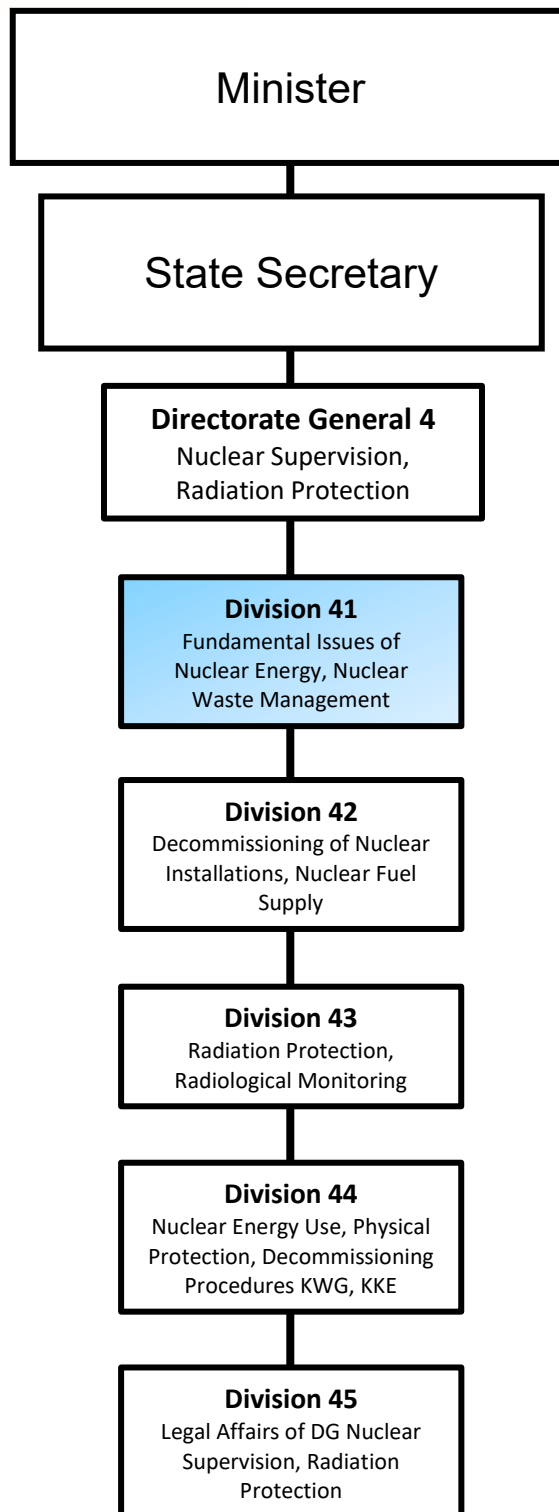 Minister
State Secretary
Directorate General 4
Nuclear Supervision,
Radiation Protection
Division 41
Fundamental Issues of
Nuclear Energy, Nuclear
Waste Management
Division 42
Decommissioning of Nuclear
Installations, Nuclear Fuel
Supply
Division 43
Radiation Protection,
Radiological Monitoring
Division 44
Nuclear Energy Use, Physical
Protection, Decommissioning
Procedures KWG, KKE
Division 45
Legal Affairs of DG Nuclear
Supervision, Radiation
Protection